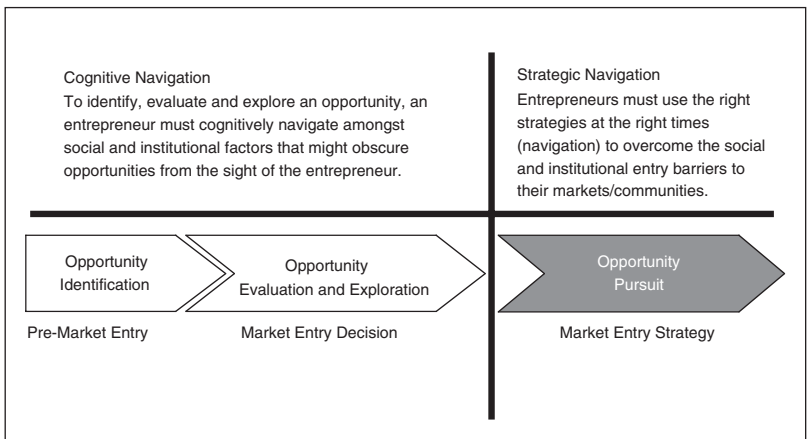 Cognitive Navigation
To identify, evaluate and explore an opportunity, an
entrepreneur must cognitively navigate amongst
social and institutional factors that might obscure
opportunities from the sight of the entrepreneur.
Strategic Navigation
Entrepreneurs must use the right
strategies at the right times
(navigation) to overcome the social
and institutional entry barriers to
their markets/communities.
Opportunity
Identification
Opportunity
Evaluation and Exploration
Opportunity
Pursuit
Pre-Market Entry
Market Entry Decision
Market Entry Strategy